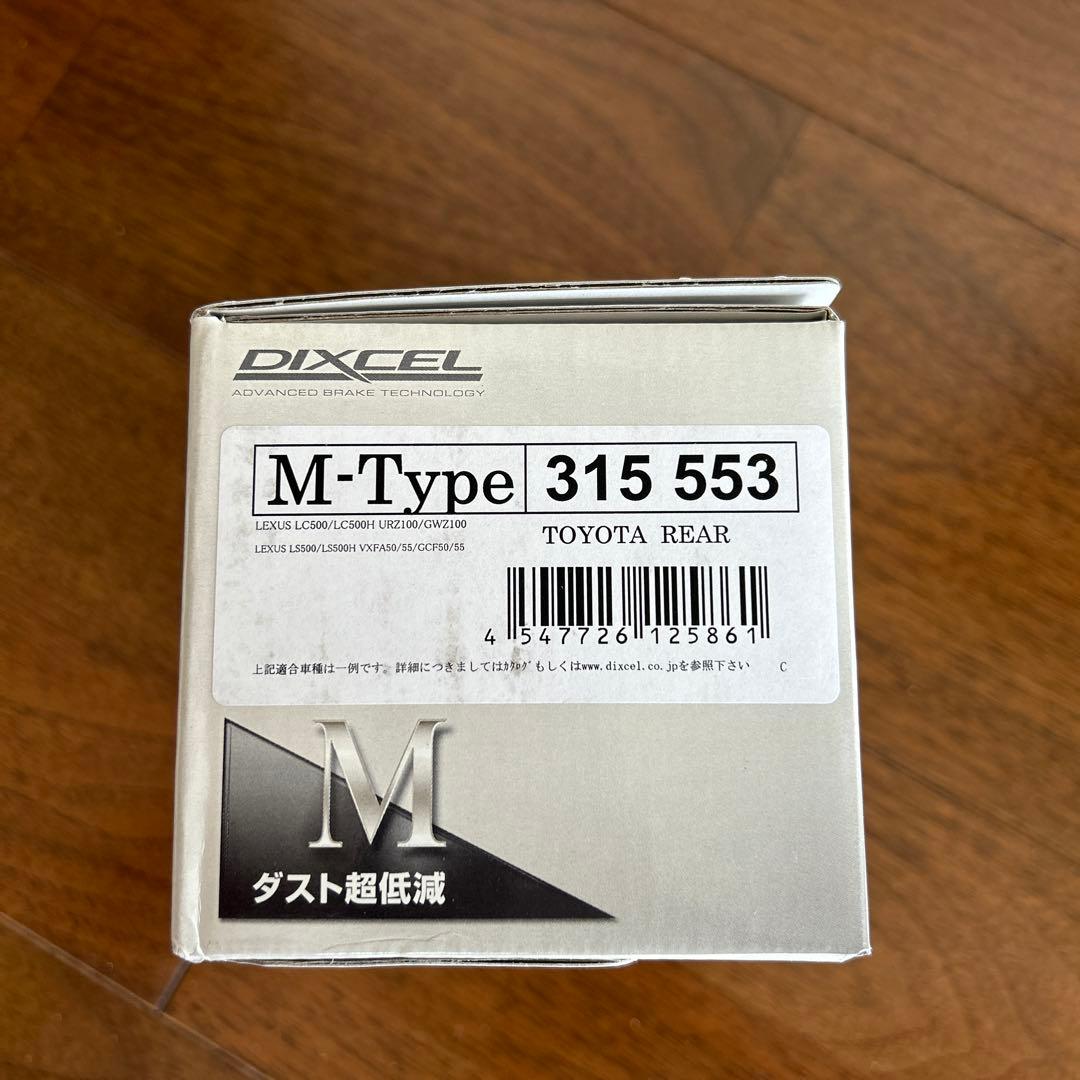 DIXCEL
ADVANCED BRAKE TECHNOLOGY
M-Type 315 553
LEXUS LC500/LC500H URZ100/GWZ100
TOYOTA REAR
LEXUS LS500/LS500H VXFA50/55/GCF50/55
4 547726 125861
上記適合車種は一例です。詳細につきましてはｶﾀﾛｸﾞもしくはwww.dixcel.co.jpを参照下さい C
M
ダスト超低減